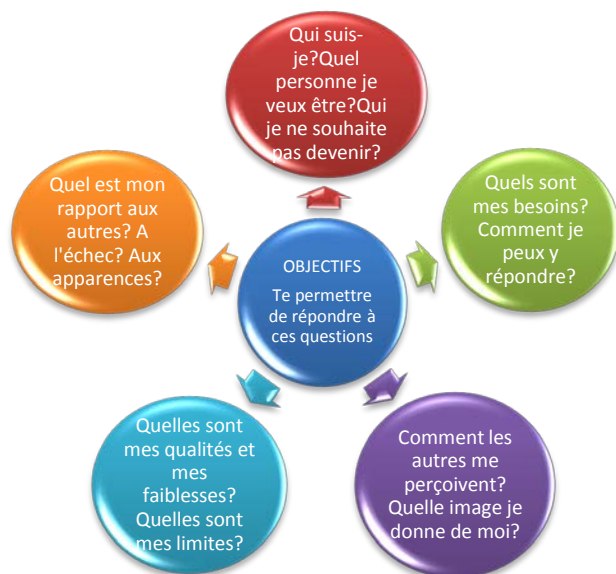 Qui suis-
je?Quel
personne je
veux être?Qui
je ne souhaite
pas devenir?
Quel est mon
rapport aux
autres? A
l'échec? Aux
apparences?
Quels sont
mes besoins?
Comment je
peux y
répondre?
OBJECTIFS
Te permettre
de répondre à
ces questions
Quelles sont
mes qualités et
mes
faiblesses?
Quelles sont
mes limites?
Comment les
autres me
perçoivent?
Quelle image je
donne de moi?